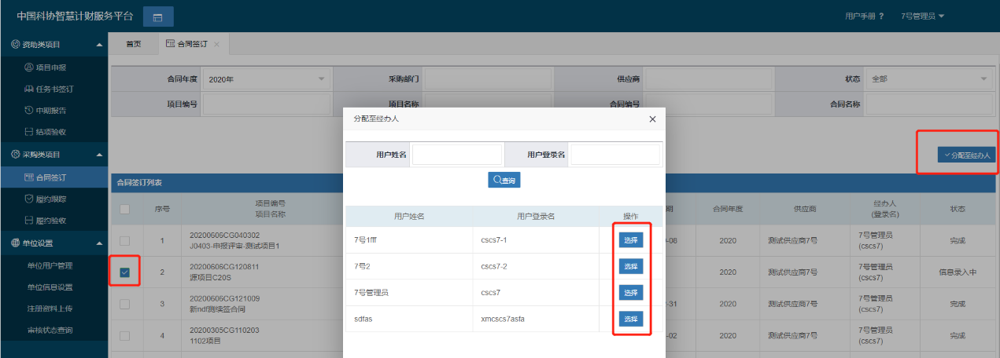 中国科协智慧计财服务平台
用户手册 ?
7号管理员
资助类项目
项目申报
任务书签订
中期报告
结项验收
采购类项目
合同签订
履约跟踪
履约验收
单位设置
单位用户管理
单位信息设置
注册资料上传
审核状态查询
首页
合同签订 ×
合同年度 2020年 采购部门 供应商 状态 全部
项目编号 项目名称 合同编号 合同名称
分配至经办人
合同签订列表
序号 项目编号 期 合同年度 供应商 经办人 状态
项目名称 (登录名)
1 20200606CG040302 0-08 2020 测试供应商7号 7号管理员 完成
J0403-申报评审-测试项目1 (cscs7)
2 20200606CG120811 2020 测试供应商7号 7号管理员 信息录入中
源项目C20S (cscs7)
3 20200606CG121009 0-31 2020 测试供应商7号 7号管理员 完成
新ndf测续签合同 (cscs7)
4 20200305CG110203 -02 2020 测试供应商7号 7号管理员 完成
1102项目 (cscs7)
分配至经办人 ×
用户姓名 用户登录名
查询
用户姓名 用户登录名 操作
7号1fff cscs7-1 选择
7号2 cscs7-2 选择
7号管理员 cscs7 选择
sdfas xmcscs7asfa 选择